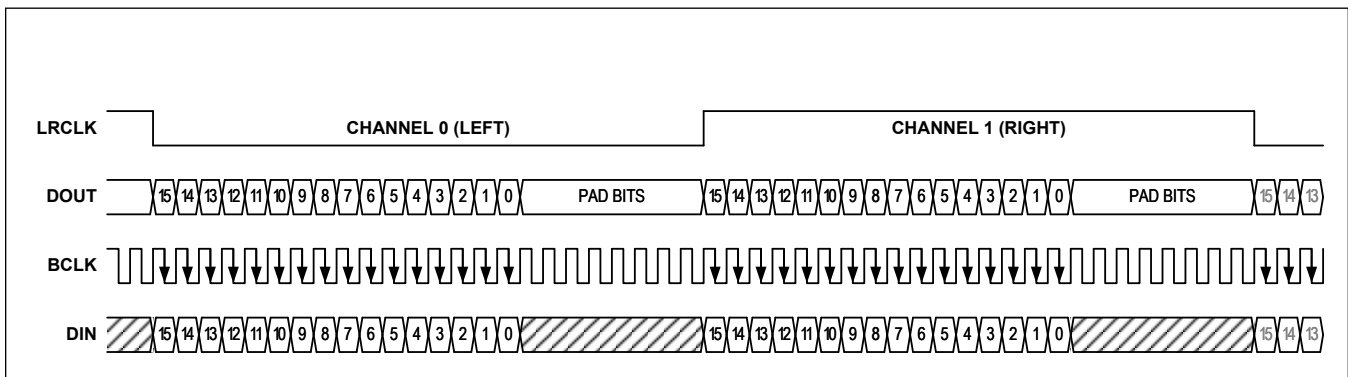 LRCLK CHANNEL 0 (LEFT) CHANNEL 1 (RIGHT)
DOUT 15 14 13 12 11 10 9 8 7 6 5 4 3 2 1 0 PAD BITS 15 14 13 12 11 10 9 8 7 6 5 4 3 2 1 0 PAD BITS 15 14 13
BCLK
DIN 15 14 13 12 11 10 9 8 7 6 5 4 3 2 1 0 15 14 13 12 11 10 9 8 7 6 5 4 3 2 1 0 15 14 13